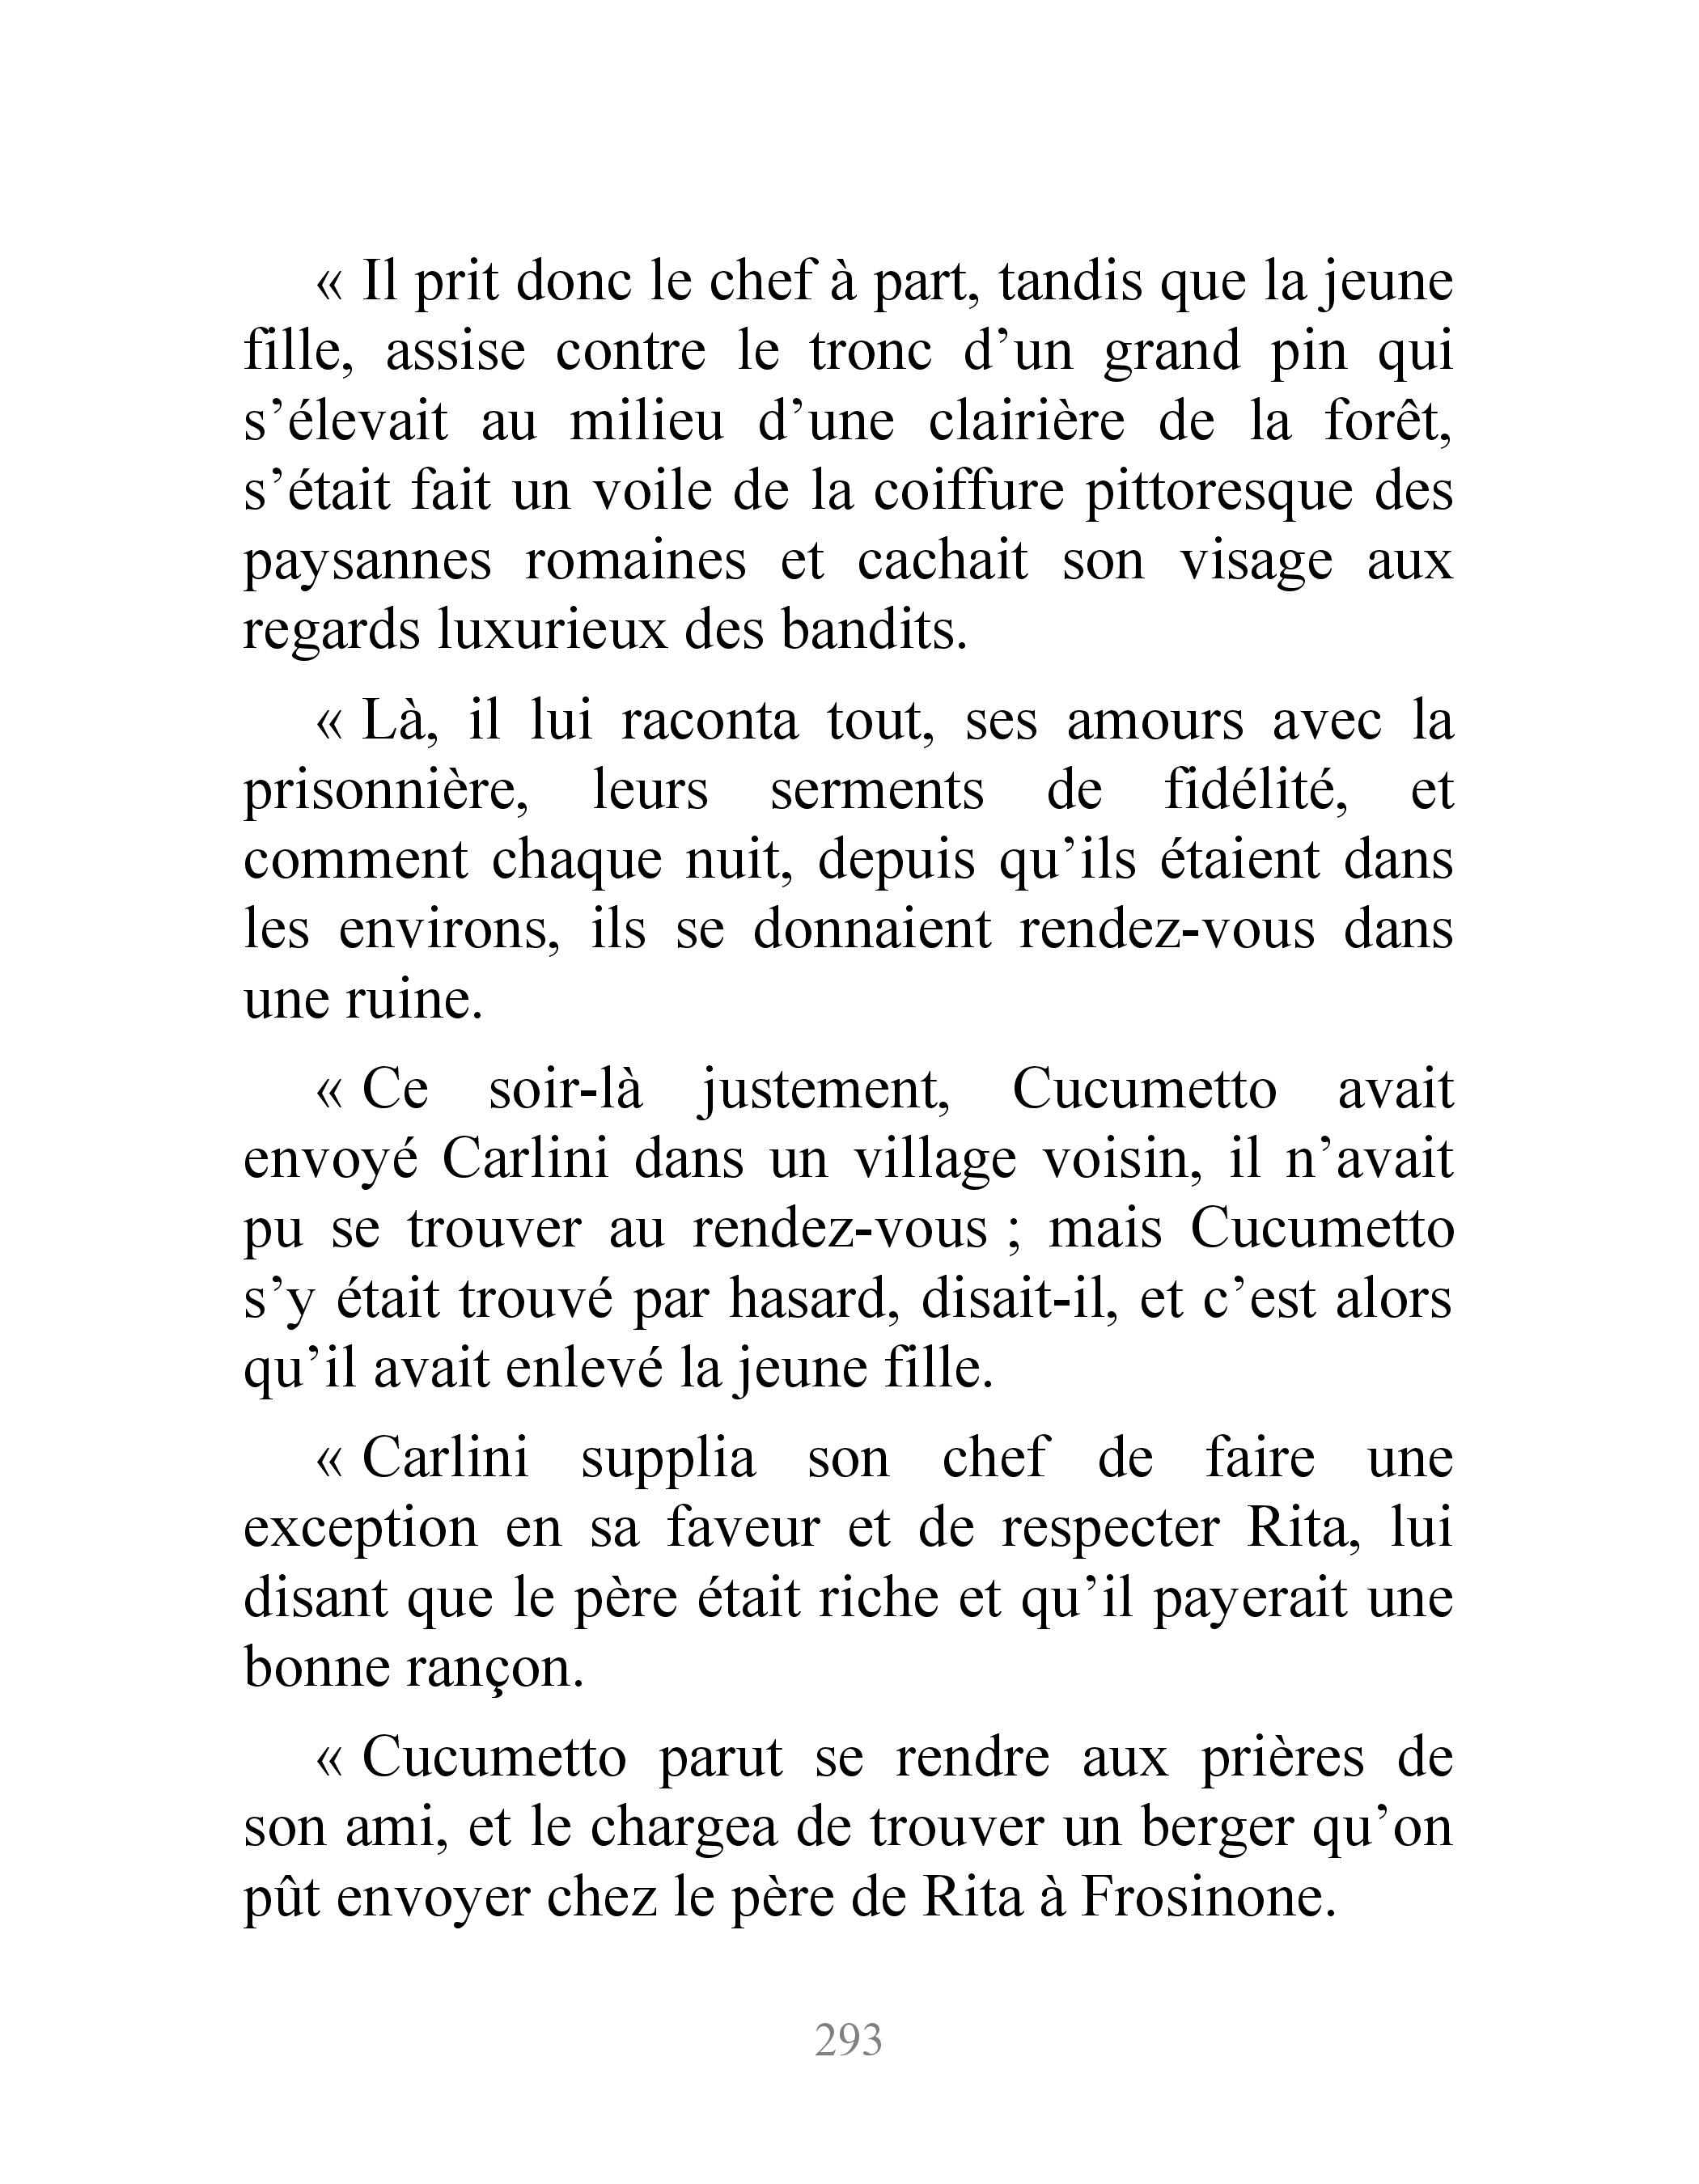 « Il prit donc le chef à part, tandis que la jeune
fille, assise contre le tronc d’un grand pin qui
s’élevait au milieu d’une clairière de la forêt,
s’était fait un voile de la coiffure pittoresque des
paysannes romaines et cachait son visage aux
regards luxurieux des bandits.
« Là, il lui raconta tout, ses amours avec la
prisonnière, leurs serments de fidélité, et
comment chaque nuit, depuis qu’ils étaient dans
les environs, ils se donnaient rendez-vous dans
une ruine.
« Ce soir-là justement, Cucumetto avait
envoyé Carlini dans un village voisin, il n’avait
pu se trouver au rendez-vous ; mais Cucumetto
s’y était trouvé par hasard, disait-il, et c’est alors
qu’il avait enlevé la jeune fille.
« Carlini supplia son chef de faire une
exception en sa faveur et de respecter Rita, lui
disant que le père était riche et qu’il payerait une
bonne rançon.
« Cucumetto parut se rendre aux prières de
son ami, et le chargea de trouver un berger qu’on
pût envoyer chez le père de Rita à Frosinone.
293